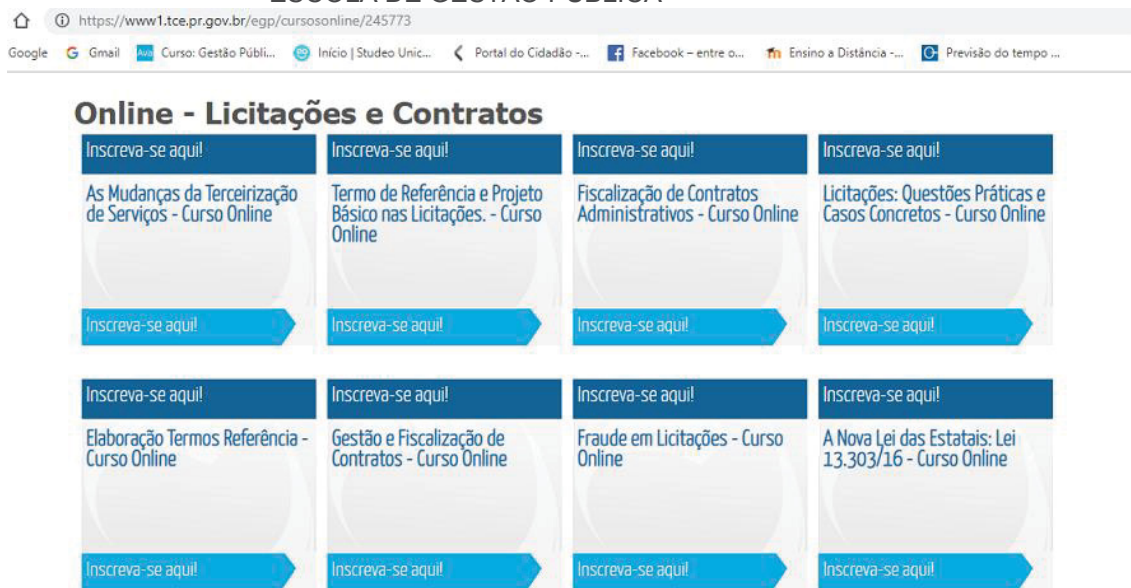 ESCOLA DE GESTÃO PÚBLICA
https://www1.tce.pr.gov.br/egp/cursosonline/245773
Google Gmail Ava Curso: Gestão Públi... Início | Studeo Unic... Portal do Cidadão -... Facebook – entre o... Ensino a Distância -... Previsão do tempo ...
Online - Licitações e Contratos
Inscreva-se aqui! Inscreva-se aqui! Inscreva-se aqui! Inscreva-se aqui!
As Mudanças da Terceirização Termo de Referência e Projeto Fiscalização de Contratos Licitações: Questões Práticas e
de Serviços - Curso Online Básico nas Licitações. - Curso Administrativos - Curso Online Casos Concretos - Curso Online
Online
Inscreva-se aqui! Inscreva-se aqui! Inscreva-se aqui! Inscreva-se aqui!
Inscreva-se aqui! Inscreva-se aqui! Inscreva-se aqui! Inscreva-se aqui!
Elaboração Termos Referência - Gestão e Fiscalização de Fraude em Licitações - Curso A Nova Lei das Estatais: Lei
Curso Online Contratos - Curso Online Online 13.303/16 - Curso Online
Inscreva-se aqui! Inscreva-se aqui! Inscreva-se aqui! Inscreva-se aqui!